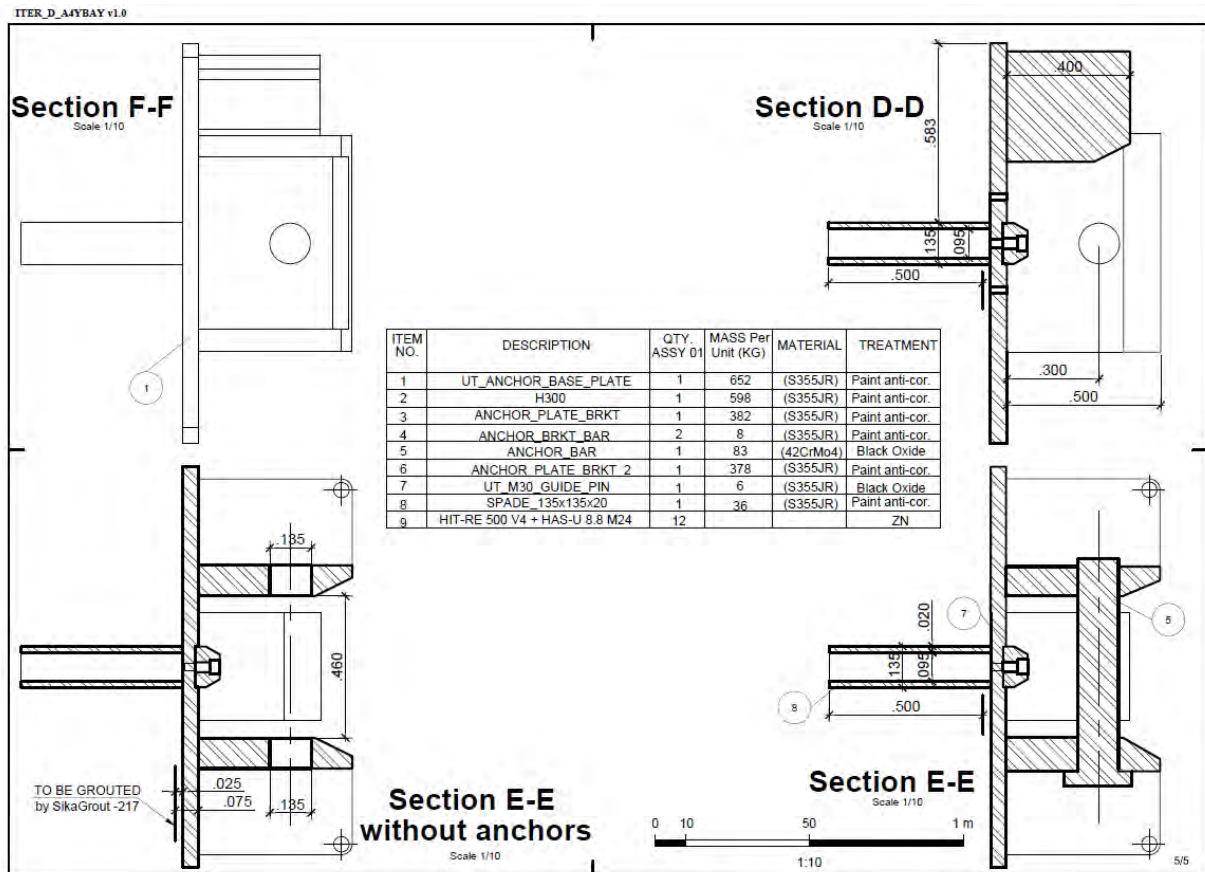 ITER_D_A4YBAY v1.0
Section F-F
Scale 1/10
1
Section D-D
Scale 1/10
.400
.583
.135
.095
.500
.300
.500
ITEM NO. DESCRIPTION QTY. ASSY 01 MASS Per Unit (KG) MATERIAL TREATMENT
1 UT_ANCHOR_BASE_PLATE 1 652 (S355JR) Paint anti-cor.
2 H300 1 598 (S355JR) Paint anti-cor.
3 ANCHOR_PLATE_BRKT 1 382 (S355JR) Paint anti-cor.
4 ANCHOR_BRKT_BAR 2 8 (S355JR) Paint anti-cor.
5 ANCHOR_BAR 1 83 (42CrMo4) Black Oxide
6 ANCHOR_PLATE_BRKT_2 1 378 (S355JR) Paint anti-cor.
7 UT_M30_GUIDE_PIN 1 6 (S355JR) Black Oxide
8 SPADE_135x135x20 1 36 (S355JR) Paint anti-cor.
9 HIT-RE 500 V4 + HAS-U 8.8 M24 12 ZN
.135
.460
TO BE GROUTED
by SikaGrout -217
.025
.075
.135
Section E-E
without anchors
Scale 1/10
7
5
.020
.135
.095
8
.500
Section E-E
Scale 1/10
0 10 50 1 m
1:10
5/5